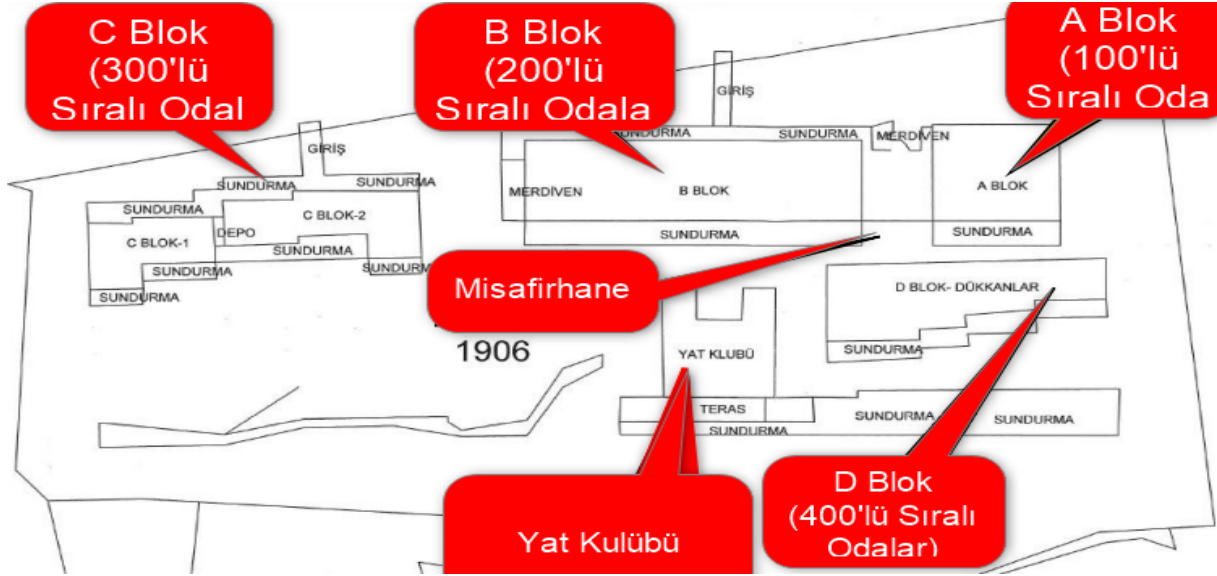 C Blok
(300'lü
Sıralı Odal
B Blok
(200'lü
Sıralı Odala
A Blok
(100'lü
Sıralı Oda
GİRİŞ
GİRİŞ
SUNDURMA
SUNDURMA
MERDİVEN
SUNDURMA
SUNDURMA
MERDİVEN
B BLOK
A BLOK
SUNDURMA
C BLOK-2
DEPO
C BLOK-1
SUNDURMA
SUNDURMA
SUNDURMA
SUNDURMA
SUNDURMA
SUNDURMA
SUNDURMA
Misafirhane
D BLOK- DÜKKANLAR
1906
YAT KLUBÜ
SUNDURMA
TERAS
SUNDURMA
SUNDURMA
SUNDURMA
Yat Kulübü
D Blok
(400'lü Sıralı
Odalar)